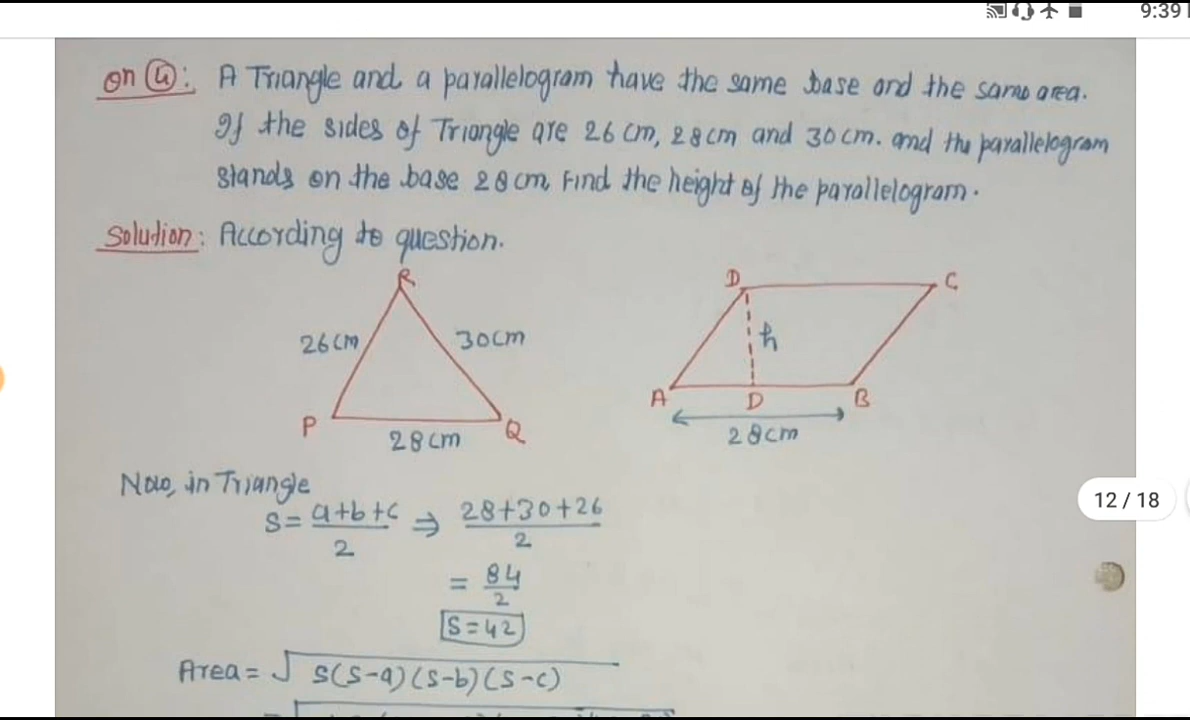 9:39
on ④: A Triangle and a parallelogram have the same base and the same area.
If the sides of Triangle are 26 cm, 28 cm and 30 cm. and the parallelogram
stands on the base 28 cm, Find the height of the parallelogram.
Solution: According to question.
R
D
C
26 cm
30 cm
h
P
Q
A
D
B
28 cm
28 cm
Now, in Triangle
S = a+b+c/2 ⇒ 28+30+26/2
= 84/2
S = 42
Area = √s(s-a)(s-b)(s-c)
12 / 18